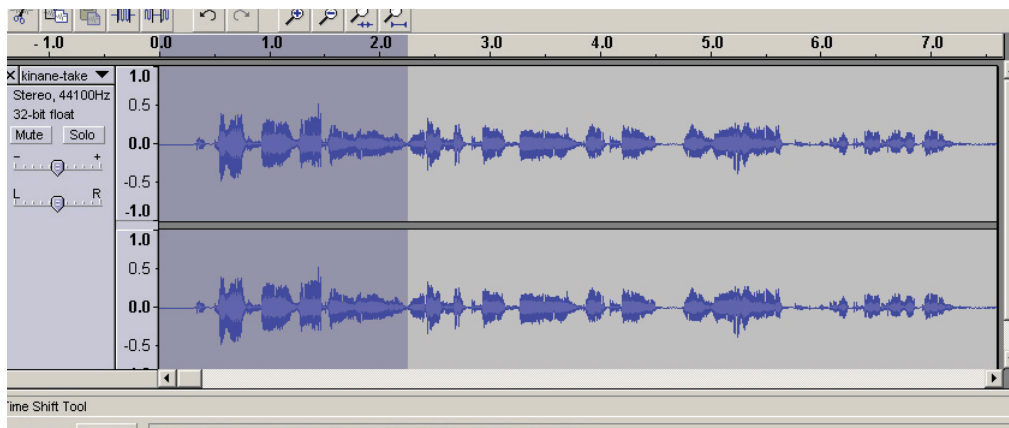 - 1.0 0.0 1.0 2.0 3.0 4.0 5.0 6.0 7.0
kinane-take
Stereo, 44100Hz
32-bit float
Mute Solo
- +
L R
1.0
0.5
0.0
-0.5
-1.0
1.0
0.5
0.0
-0.5
Time Shift Tool